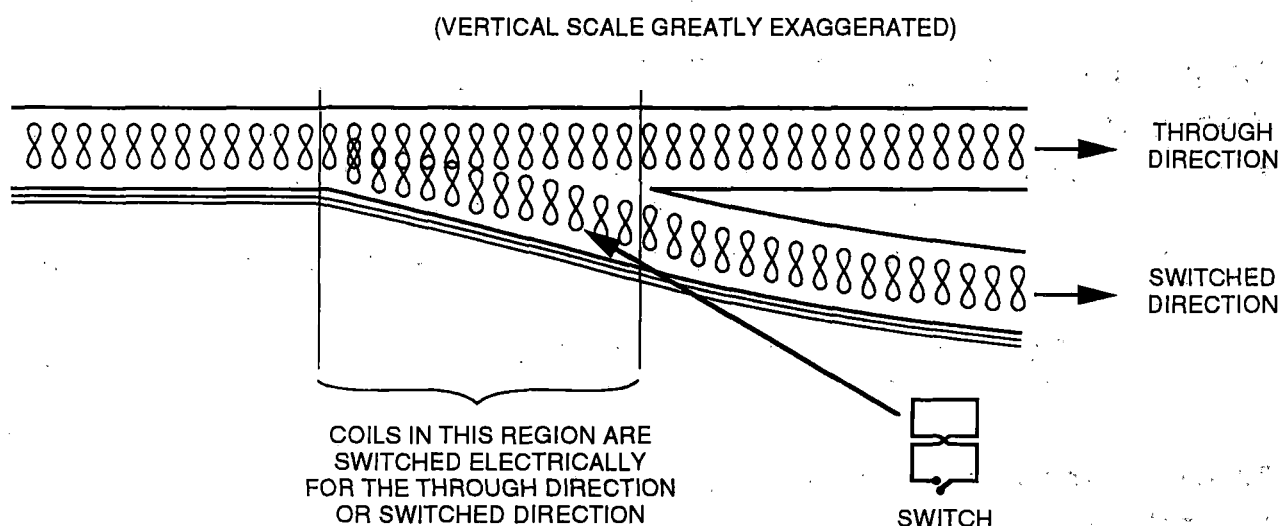 (VERTICAL SCALE GREATLY EXAGGERATED)
THROUGH
DIRECTION
SWITCHED
DIRECTION
COILS IN THIS REGION ARE
SWITCHED ELECTRICALLY
FOR THE THROUGH DIRECTION
OR SWITCHED DIRECTION
SWITCH